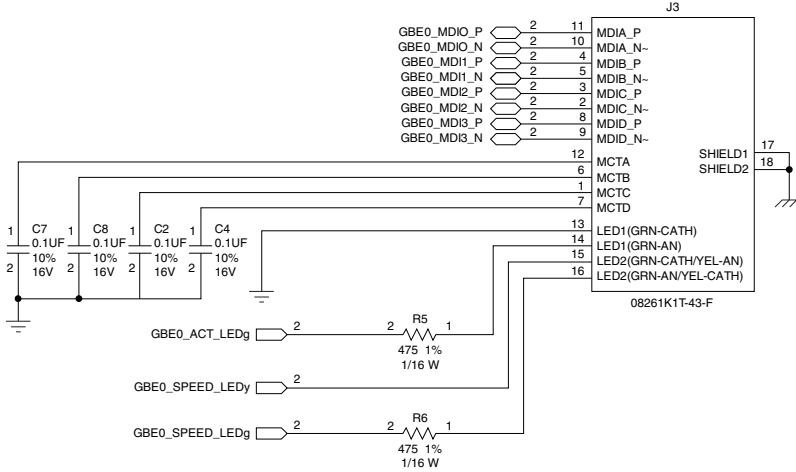 J3
GBE0_MDIO_P 2 11 MDIA_P
GBE0_MDIO_N 2 10 MDIA_N~
GBE0_MDI1_P 2 4 MDIB_P
GBE0_MDI1_N 2 5 MDIB_N~
GBE0_MDI2_P 2 3 MDIC_P
GBE0_MDI2_N 2 2 MDIC_N~
GBE0_MDI3_P 2 8 MDID_P
GBE0_MDI3_N 2 9 MDID_N~
SHIELD1 17
SHIELD2 18
12 MCTA
6 MCTB
1 MCTC
7 MCTD
13 LED1(GRN-CATH)
14 LED1(GRN-AN)
15 LED2(GRN-CATH/YEL-AN)
16 LED2(GRN-AN/YEL-CATH)
08261K1T-43-F
1 C7 1 C8 1 C2 1 C4
0.1UF 0.1UF 0.1UF 0.1UF
10% 10% 10% 10%
2 16V 2 16V 2 16V 2 16V
R5
GBE0_ACT_LEDg 2 2 1
475 1%
1/16 W
GBE0_SPEED_LEDy 2
R6
GBE0_SPEED_LEDg 2 2 1
475 1%
1/16 W